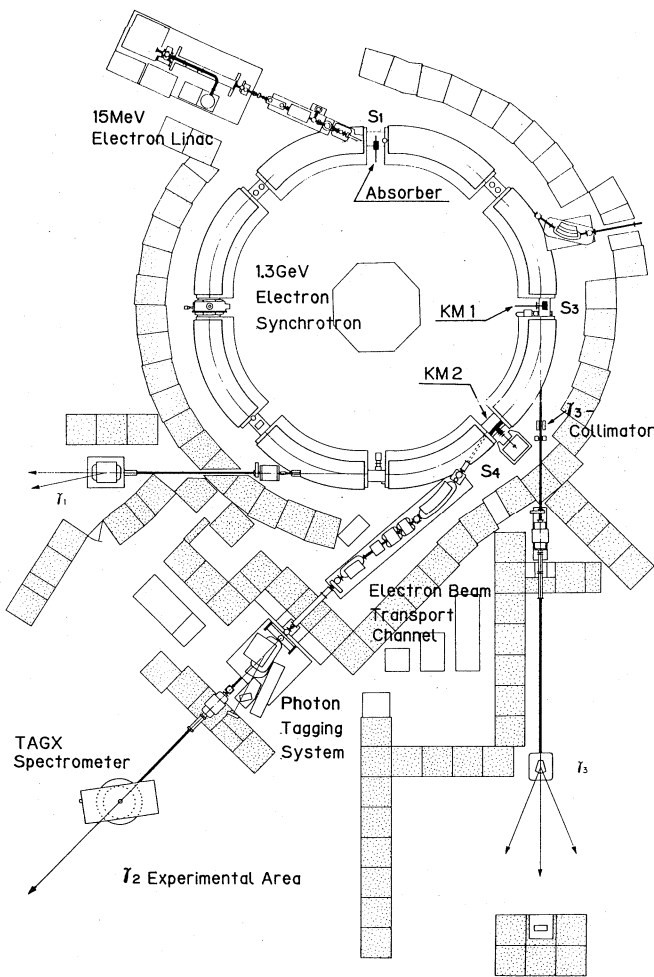 S1
15MeV
Electron Linac
Absorber
1.3GeV
Electron
Synchrotron
KM 1
S3
KM 2
γ3
Collimator
S4
γ1
Electron Beam
Transport
Channel
Photon
Tagging
System
TAGX
Spectrometer
γ3
γ2 Experimental Area